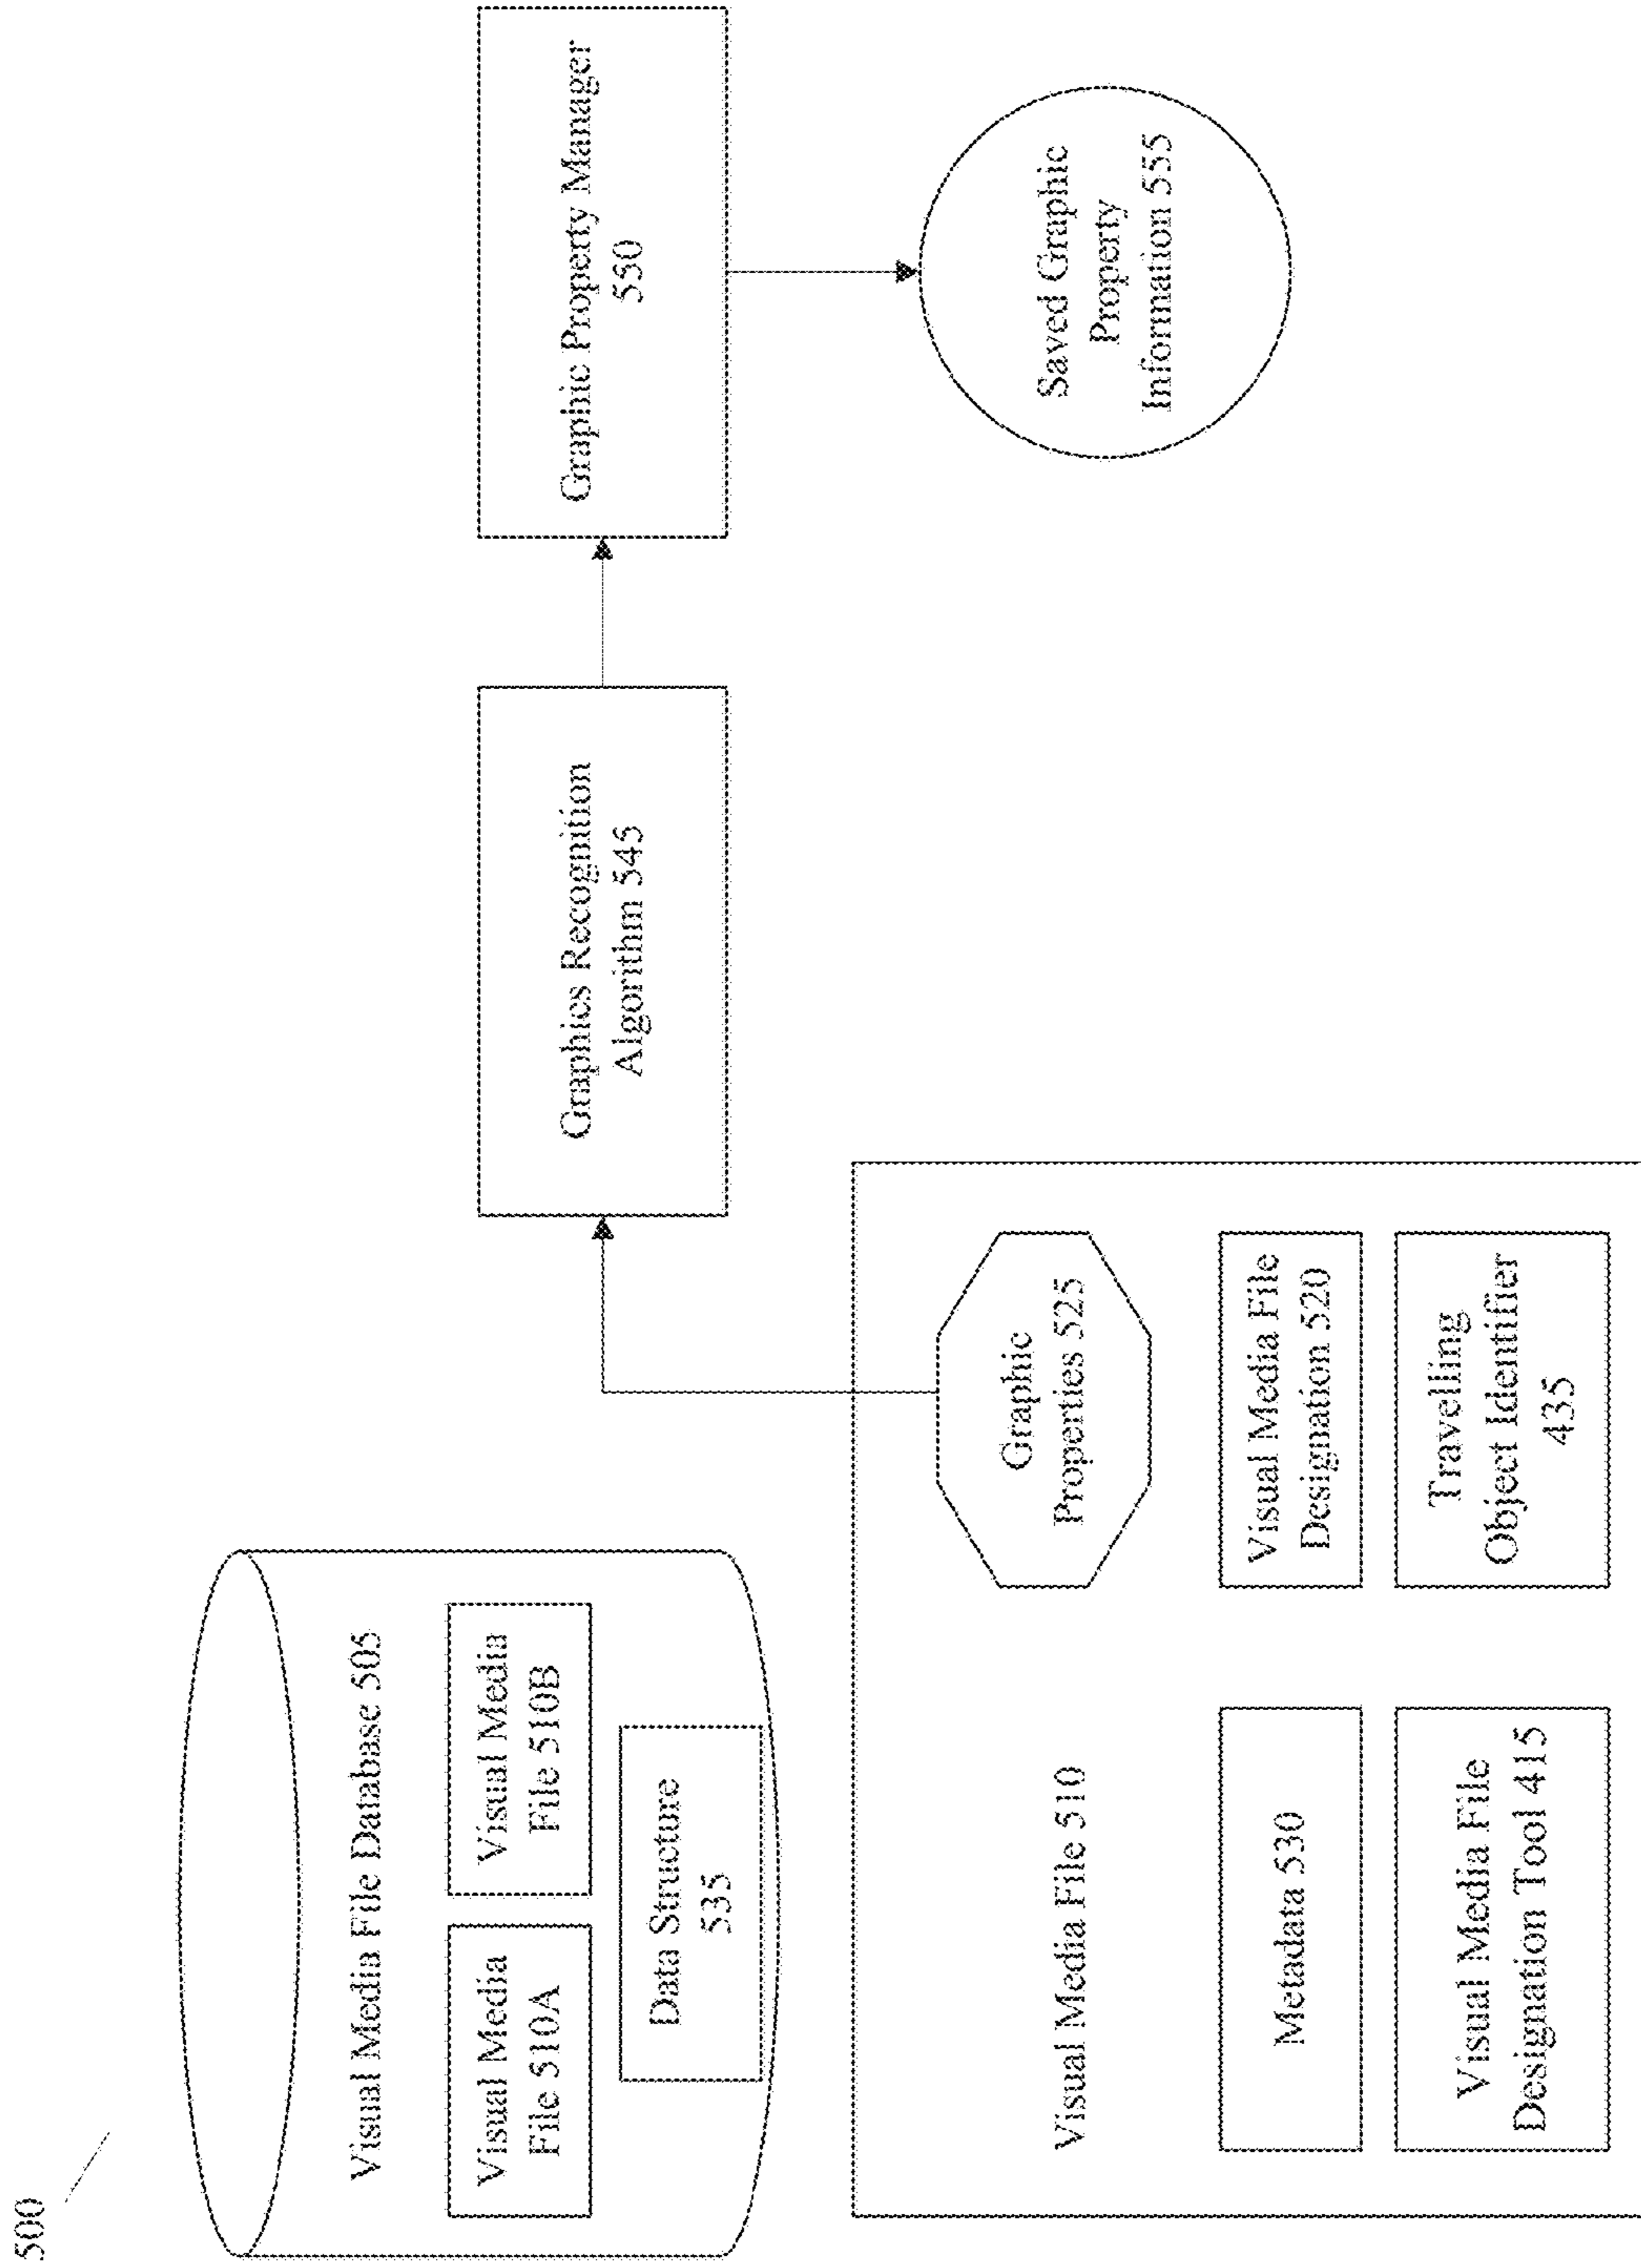 500
Visual Media File Database 505
Visual Media
File 510A
Visual Media
File 510B
Data Structure
535
Graphics Recognition
Algorithm 545
Graphic Property Manager
550
Saved Graphic
Property
Information 555
Visual Media File 510
Graphic
Properties 525
Metadata 530
Visual Media File
Designation 520
Visual Media File
Designation Tool 415
Travelling
Object Identifier
435